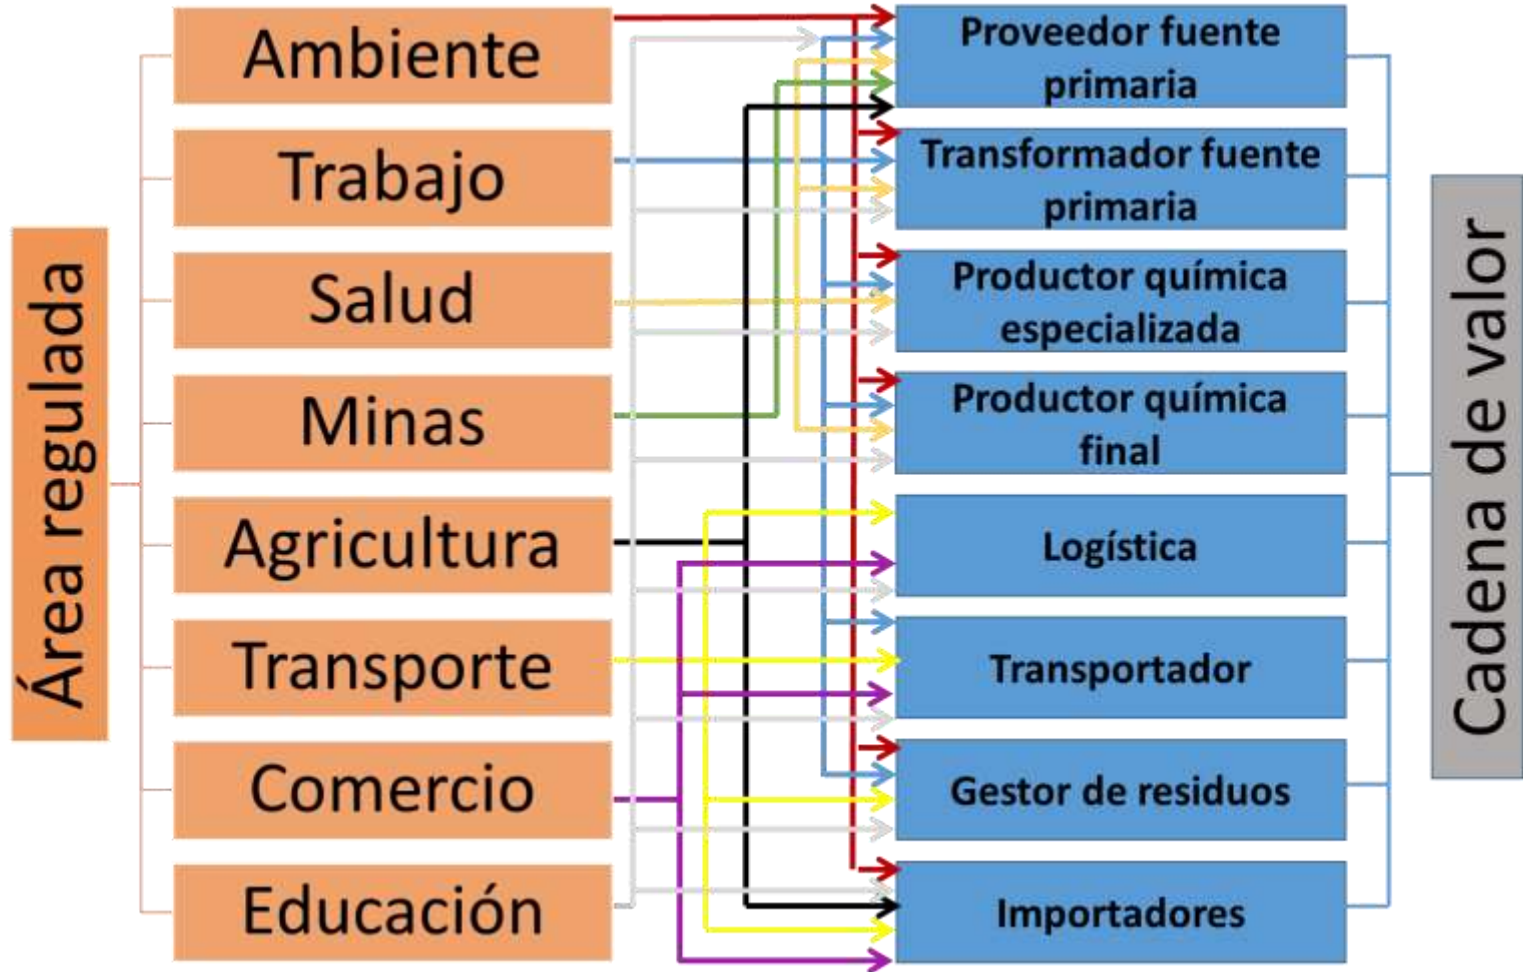 Área regulada
Ambiente
Trabajo
Salud
Minas
Agricultura
Transporte
Comercio
Educación
Proveedor fuente
primaria
Transformador fuente
primaria
Productor química
especializada
Productor química
final
Logística
Transportador
Gestor de residuos
Importadores
Cadena de valor